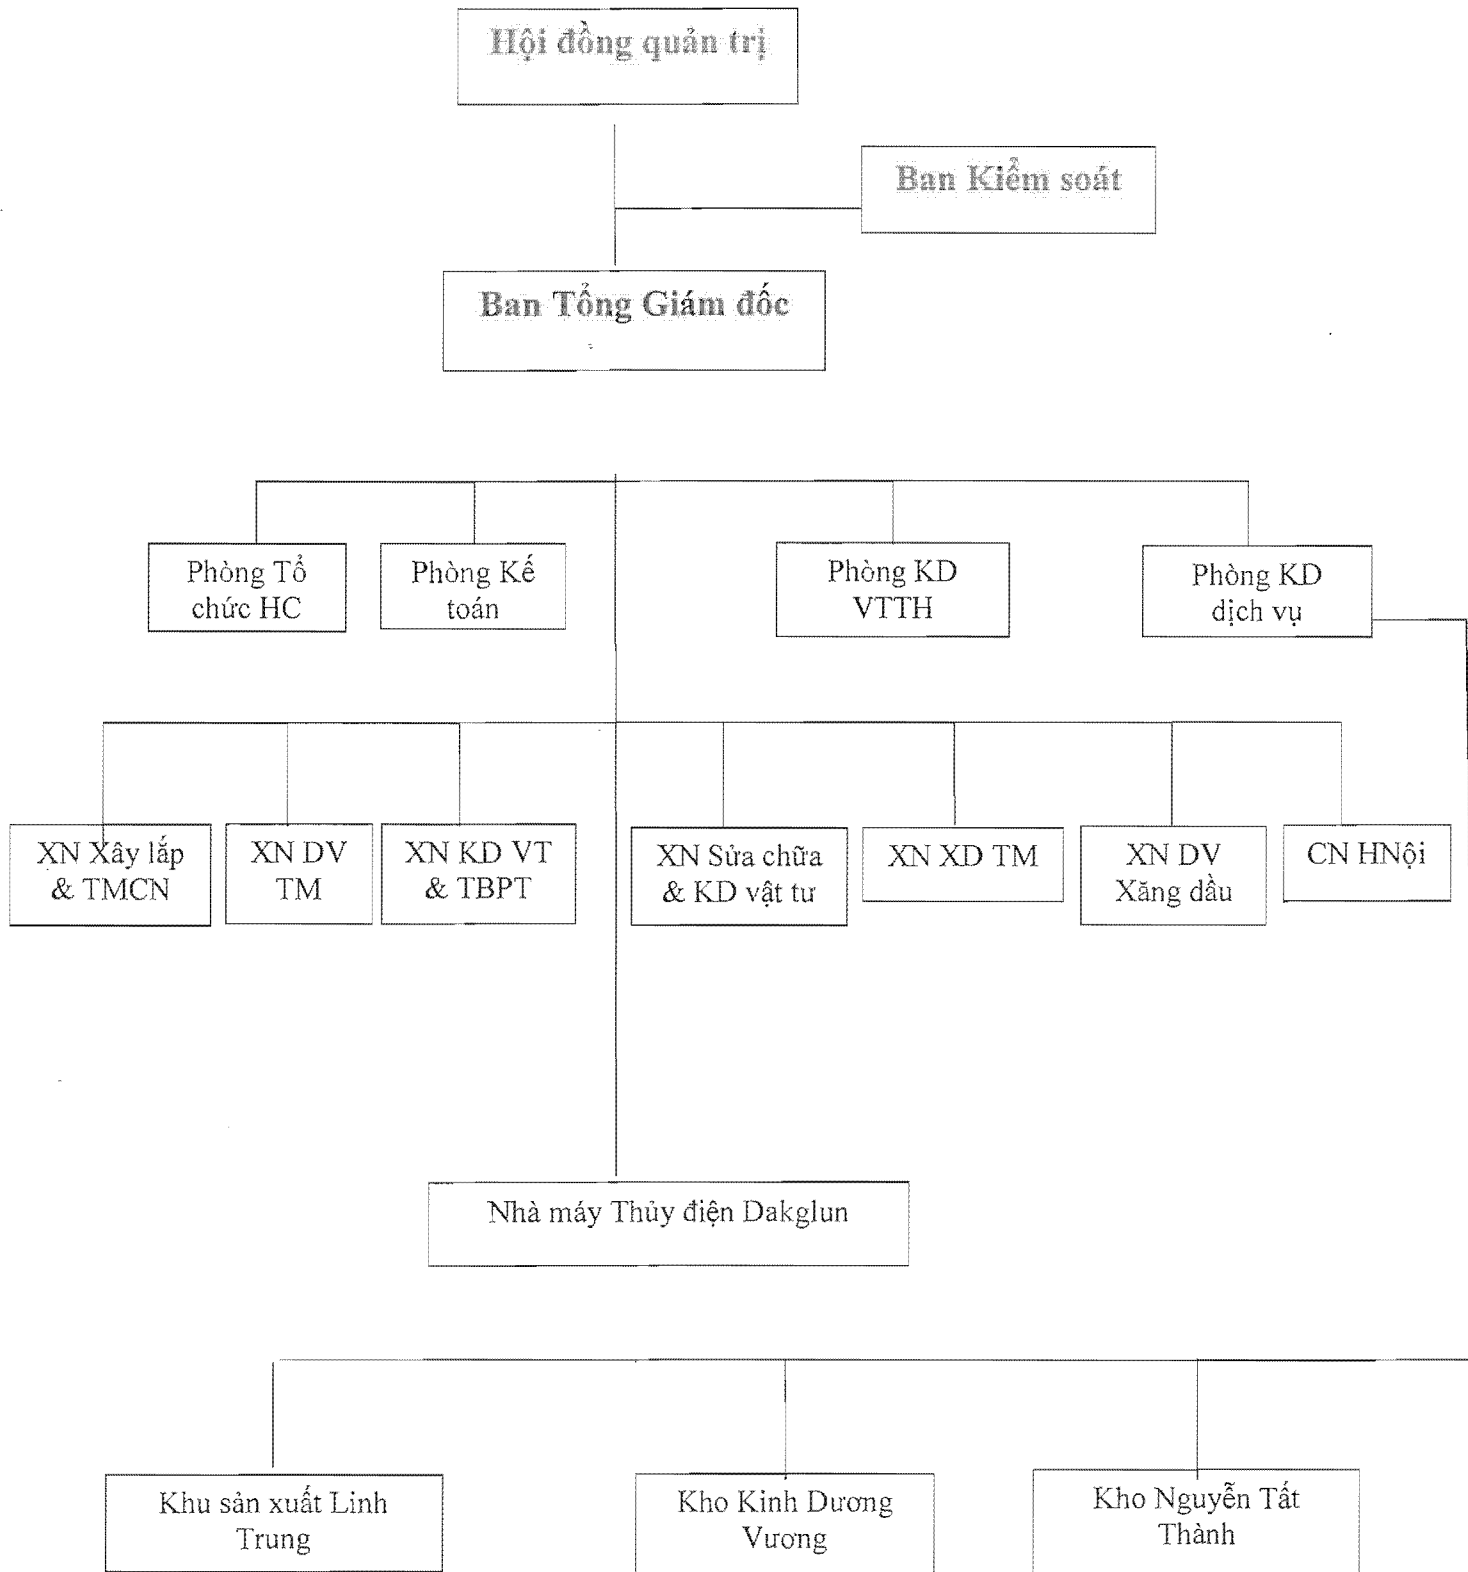 Hội đồng quản trị
Ban Kiểm soát
Ban Tổng Giám đốc
Phòng Tổ
chức HC
Phòng Kế
toán
Phòng KD
VTTH
Phòng KD
dịch vụ
XN Xây lắp
& TMCN
XN DV
TM
XN KD VT
& TBPT
XN Sửa chữa
& KD vật tư
XN XD TM
XN DV
Xăng dầu
CN HNội
Nhà máy Thủy điện Dakglun
Khu sản xuất Linh
Trung
Kho Kinh Dương
Vương
Kho Nguyễn Tất
Thành